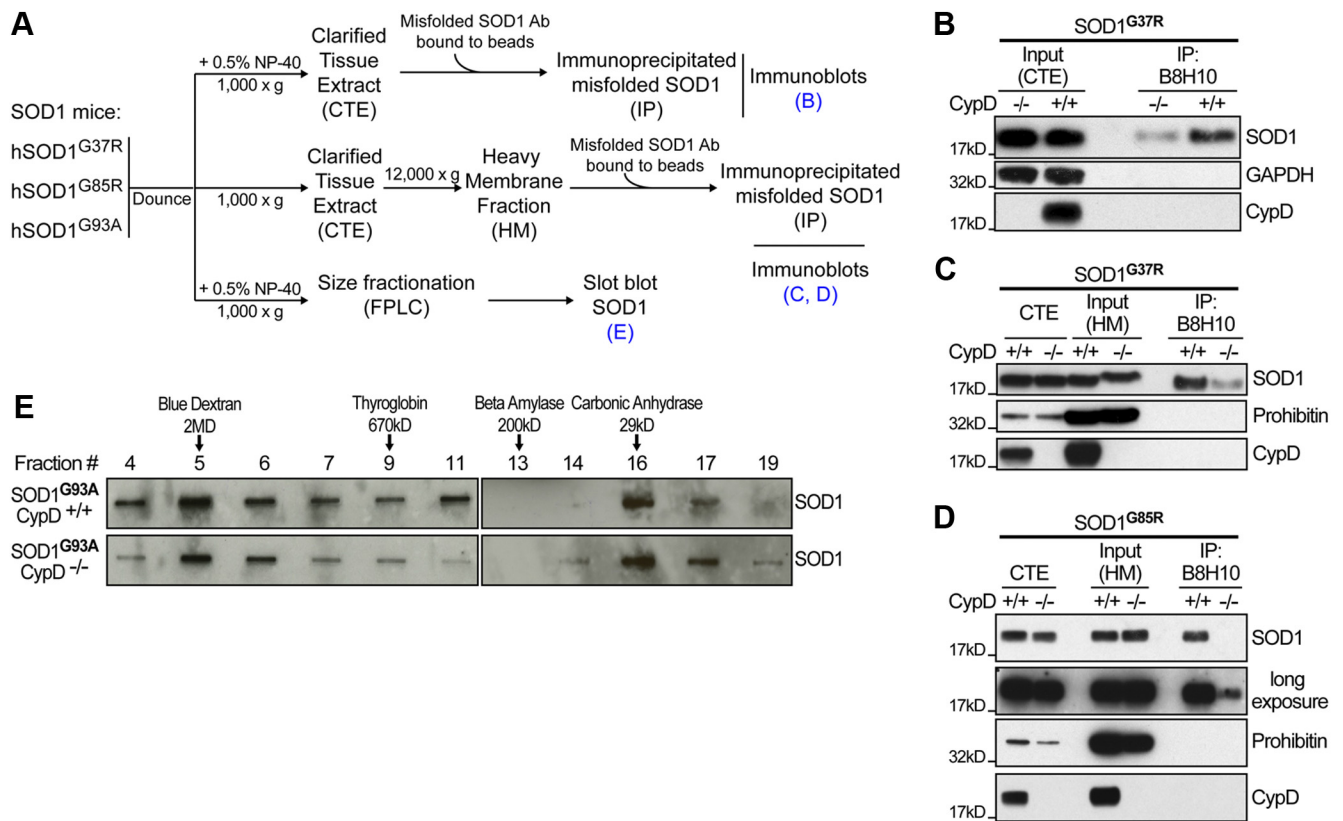 A
SOD1 mice:
hSOD1G37R
hSOD1G85R
hSOD1G93A
Dounce
+ 0.5% NP-40
1,000 x g
Clarified
Tissue
Extract
(CTE)
Misfolded SOD1 Ab
bound to beads
Immunoprecipitated
misfolded SOD1
(IP)
Immunoblots
(B)
1,000 x g
Clarified
Tissue
Extract
(CTE)
12,000 x g
Heavy
Membrane
Fraction
(HM)
Misfolded SOD1 Ab
bound to beads
Immunoprecipitated
misfolded SOD1
(IP)
Immunoblots
(C, D)
+ 0.5% NP-40
1,000 x g
Size fractionation
(FPLC)
Slot blot
SOD1
(E)
B
SOD1G37R
Input
(CTE)
IP:
B8H10
CypD -/- +/+ -/- +/+
17kD SOD1
32kD GAPDH
17kD CypD
C
SOD1G37R
CTE
Input
(HM)
IP:
B8H10
CypD +/+ -/- +/+ -/- +/+ -/-
17kD SOD1
32kD Prohibitin
17kD CypD
D
SOD1G85R
CTE
Input
(HM)
IP:
B8H10
CypD +/+ -/- +/+ -/- +/+ -/-
17kD SOD1
17kD long
exposure
32kD Prohibitin
17kD CypD
E
Blue Dextran
2MD
Thyroglobin
670kD
Beta Amylase
200kD
Carbonic Anhydrase
29kD
Fraction # 4 5 6 7 9 11 13 14 16 17 19
SOD1G93A
CypD +/+
SOD1
SOD1G93A
CypD -/-
SOD1